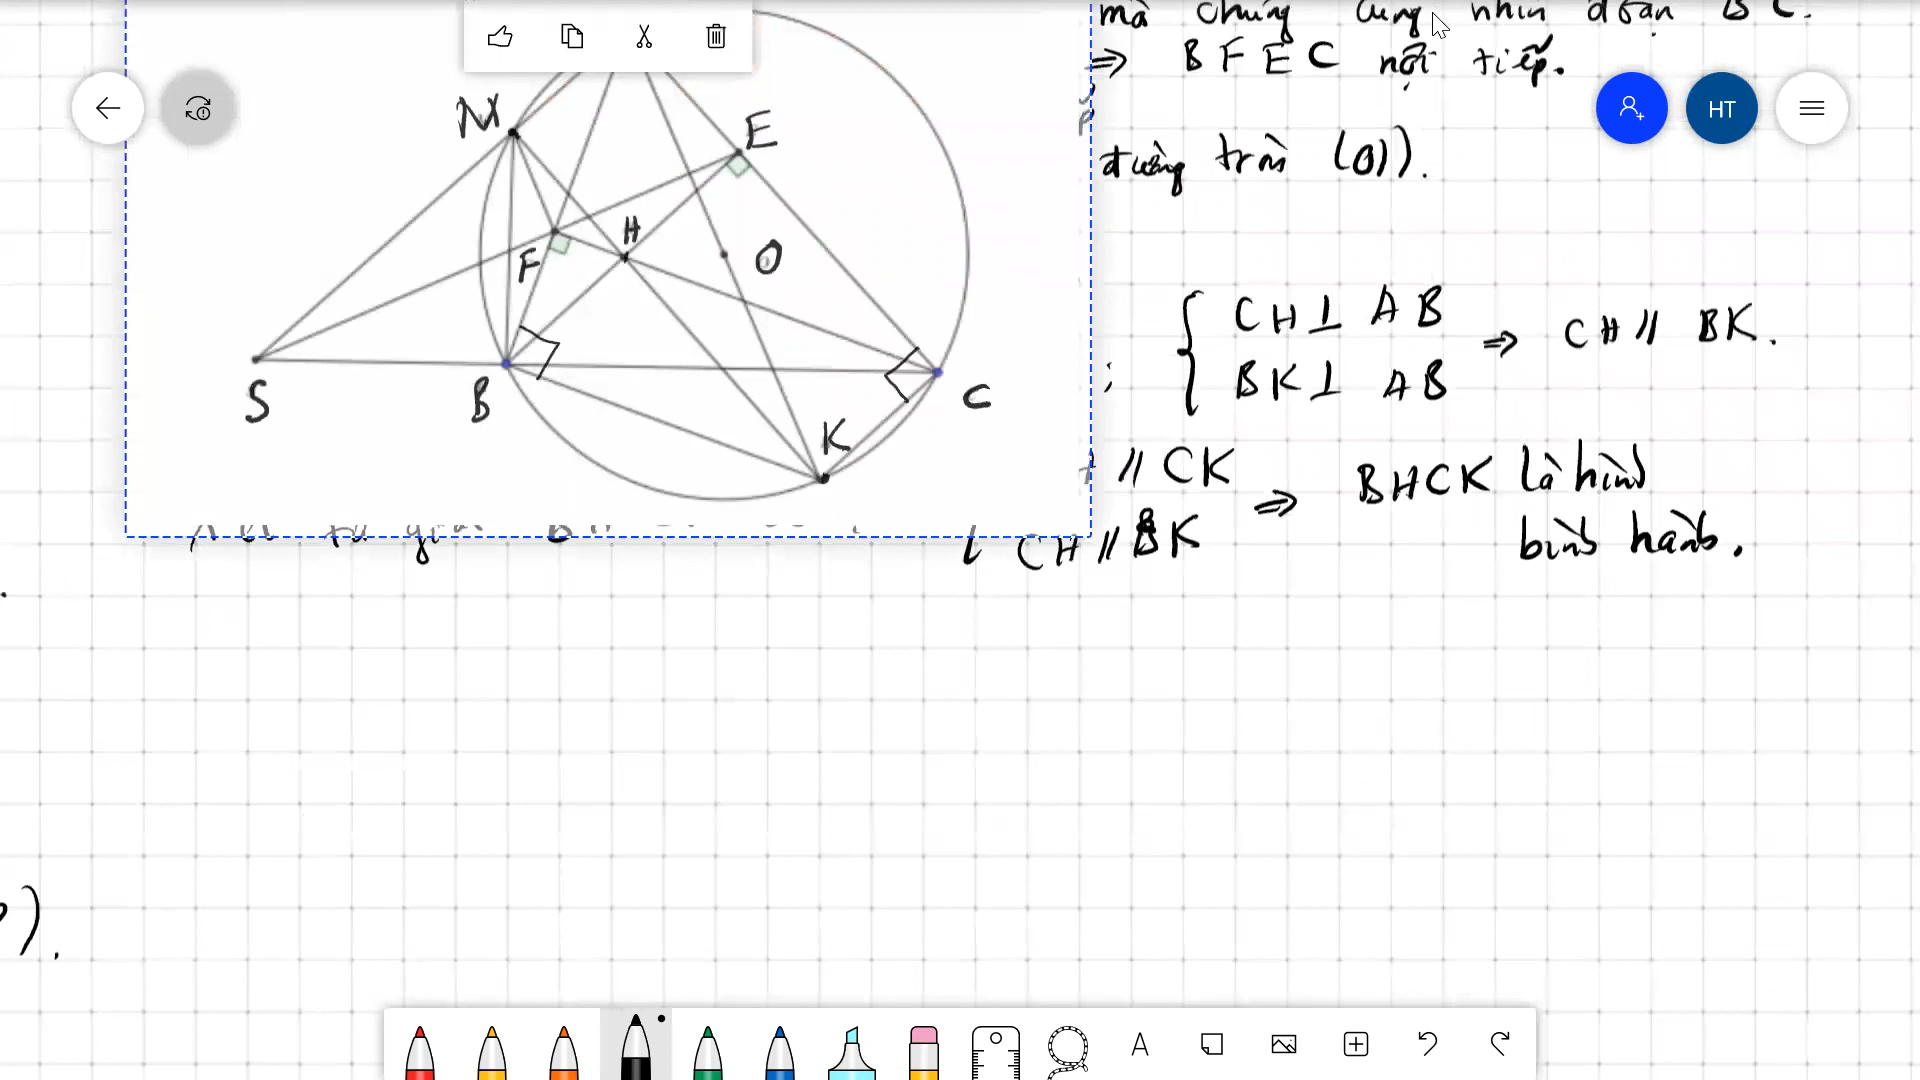 mà chúng cùng nhìn đoạn BC.
⇒ BFEC nội tiếp.
đường tròn (O)).
M
E
H
F
O
S
B
C
K
CH ⊥ AB
BK ⊥ AB
⇒ CH // BK.
// CK
CH // BK
⇒ BHCK là hình
bình hành.
HT
A